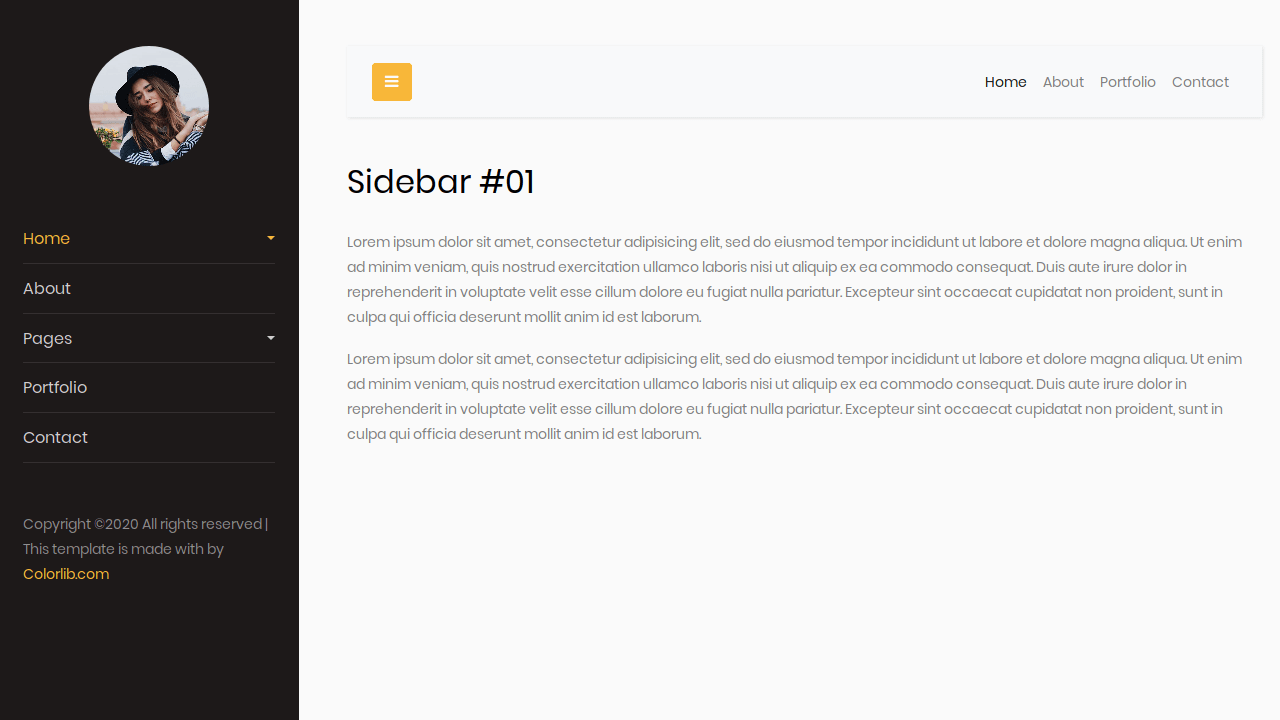 Home
About
Pages
Portfolio
Contact
Copyright ©2020 All rights reserved |
This template is made with by
Colorlib.com
Home About Portfolio Contact
Sidebar #01
Lorem ipsum dolor sit amet, consectetur adipisicing elit, sed do eiusmod tempor incididunt ut labore et dolore magna aliqua. Ut enim
ad minim veniam, quis nostrud exercitation ullamco laboris nisi ut aliquip ex ea commodo consequat. Duis aute irure dolor in
reprehenderit in voluptate velit esse cillum dolore eu fugiat nulla pariatur. Excepteur sint occaecat cupidatat non proident, sunt in
culpa qui officia deserunt mollit anim id est laborum.
Lorem ipsum dolor sit amet, consectetur adipisicing elit, sed do eiusmod tempor incididunt ut labore et dolore magna aliqua. Ut enim
ad minim veniam, quis nostrud exercitation ullamco laboris nisi ut aliquip ex ea commodo consequat. Duis aute irure dolor in
reprehenderit in voluptate velit esse cillum dolore eu fugiat nulla pariatur. Excepteur sint occaecat cupidatat non proident, sunt in
culpa qui officia deserunt mollit anim id est laborum.